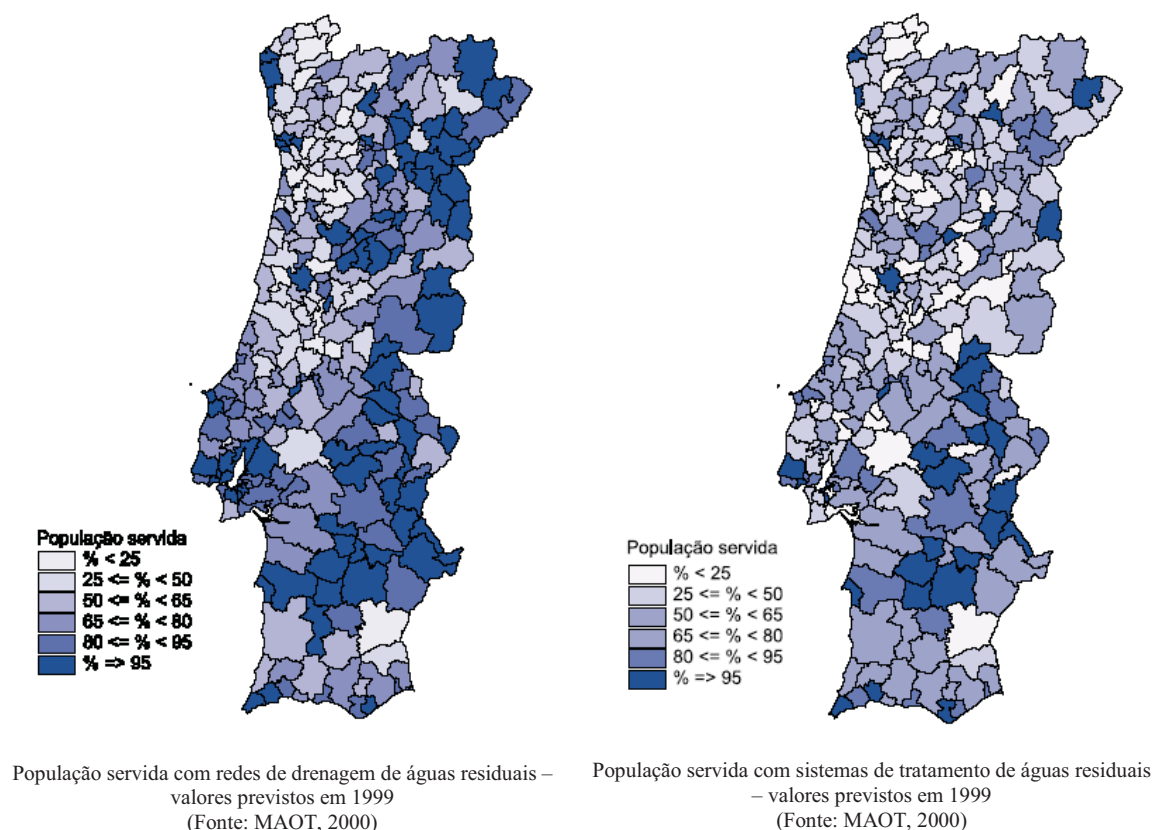 População servida
% < 25
25 <= % < 50
50 <= % < 65
65 <= % < 80
80 <= % < 95
% => 95
População servida com redes de drenagem de águas residuais –
valores previstos em 1999
(Fonte: MAOT, 2000)
População servida
% < 25
25 <= % < 50
50 <= % < 65
65 <= % < 80
80 <= % < 95
% => 95
População servida com sistemas de tratamento de águas residuais
– valores previstos em 1999
(Fonte: MAOT, 2000)